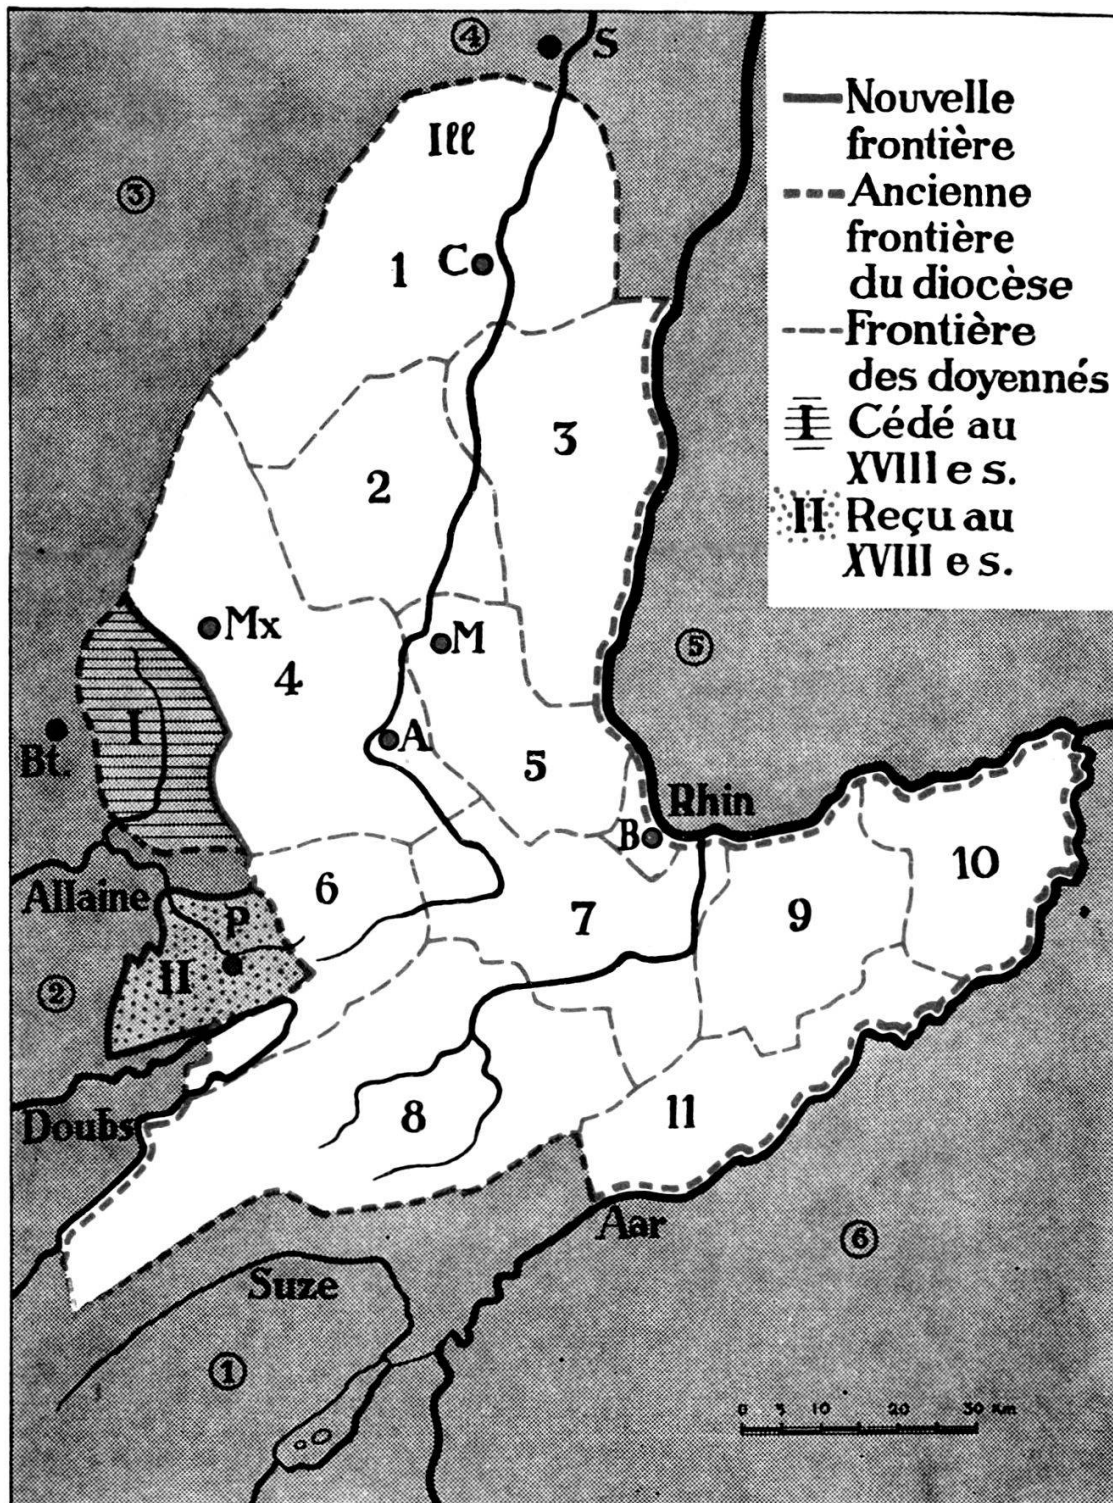 ④
S
Nouvelle
frontière
Ancienne
frontière
du diocèse
Frontière
des doyennés
I Cédé au
XVIII e s.
II Reçu au
XVIII e s.
Ill
③
C
1
3
2
Mx
M
⑤
4
I
A
Bt.
5
Rhin
B
10
6
Allaine
P
7
9
II
②
8
11
Doubs
Aar
⑥
Suze
①
0 5 10 20 30 Km